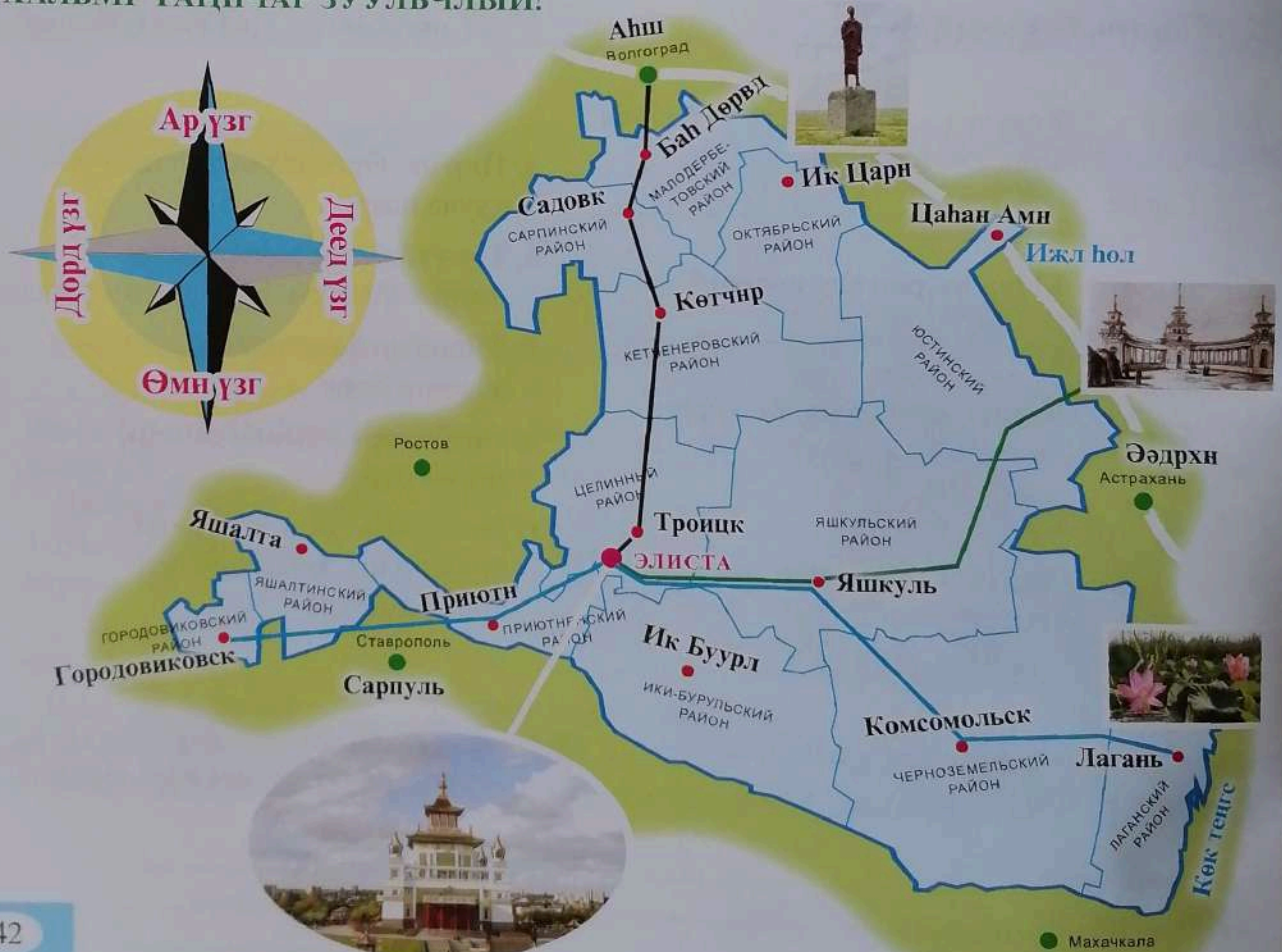 ХАЛЬМГ ТАҢҺЧАР ЗУУЛЬЧЛЫЙ!
Аһш
Волгоград
Ар үзг
Дорд үзг
Деед үзг
Өмн үзг
Баһ Дөрвд
МАЛОДЕРБЕ-
ТОВСКИЙ
РАЙОН
Ик Царн
Садовк
САРПИНСКИЙ
РАЙОН
ОКТЯБРЬСКИЙ
РАЙОН
Цаһан Амн
Ижл һол
Көтчнр
КЕТЧЕНЕРОВСКИЙ
РАЙОН
ЮСТИНСКИЙ
РАЙОН
Ростов
Әәдрхн
Астрахань
ЦЕЛИННЫЙ
РАЙОН
Троицк
ЯШКУЛЬСКИЙ
РАЙОН
Яшалта
ЭЛИСТА
Яшкуль
ЯШАЛТИНСКИЙ
РАЙОН
Приютн
ПРИЮТНЕНСКИЙ
РАЙОН
ГОРОДОВИКОВСКИЙ
РАЙОН
Городовиковск
Ставрополь
Сарпуль
Ик Буурл
ИКИ-БУРУЛЬСКИЙ
РАЙОН
Комсомольск
ЧЕРНОЗЕМЕЛЬСКИЙ
РАЙОН
Лагань
ЛАГАНСКИЙ
РАЙОН
Көк теңгс
Махачкала
42